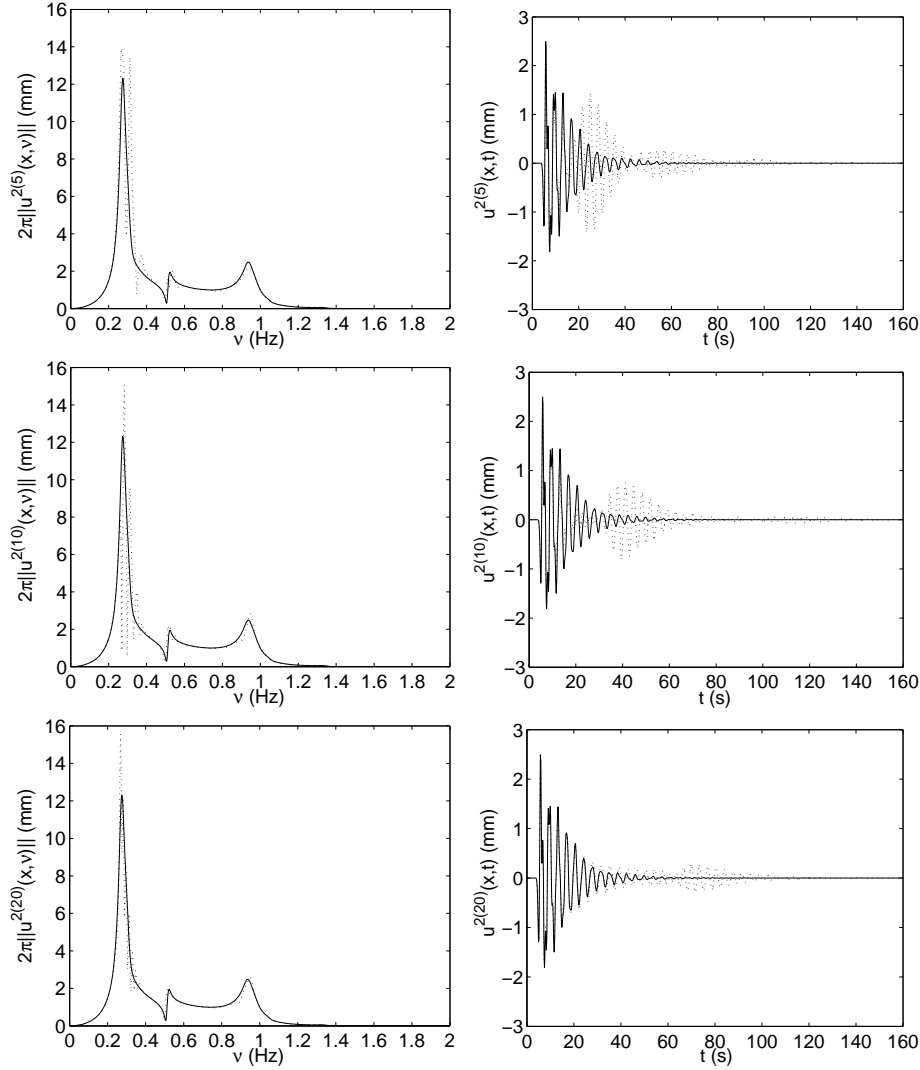 16
14
12
10
8
6
4
2
0
2π||u^2(5)(x,ν)|| (mm)
0 0.2 0.4 0.6 0.8 1 1.2 1.4 1.6 1.8 2
ν (Hz)
3
2
1
0
−1
−2
−3
u^2(5)(x,t) (mm)
0 20 40 60 80 100 120 140 160
t (s)
16
14
12
10
8
6
4
2
0
2π||u^2(10)(x,ν)|| (mm)
0 0.2 0.4 0.6 0.8 1 1.2 1.4 1.6 1.8 2
ν (Hz)
3
2
1
0
−1
−2
−3
u^2(10)(x,t) (mm)
0 20 40 60 80 100 120 140 160
t (s)
16
14
12
10
8
6
4
2
0
2π||u^2(20)(x,ν)|| (mm)
0 0.2 0.4 0.6 0.8 1 1.2 1.4 1.6 1.8 2
ν (Hz)
3
2
1
0
−1
−2
−3
u^2(20)(x,t) (mm)
0 20 40 60 80 100 120 140 160
t (s)